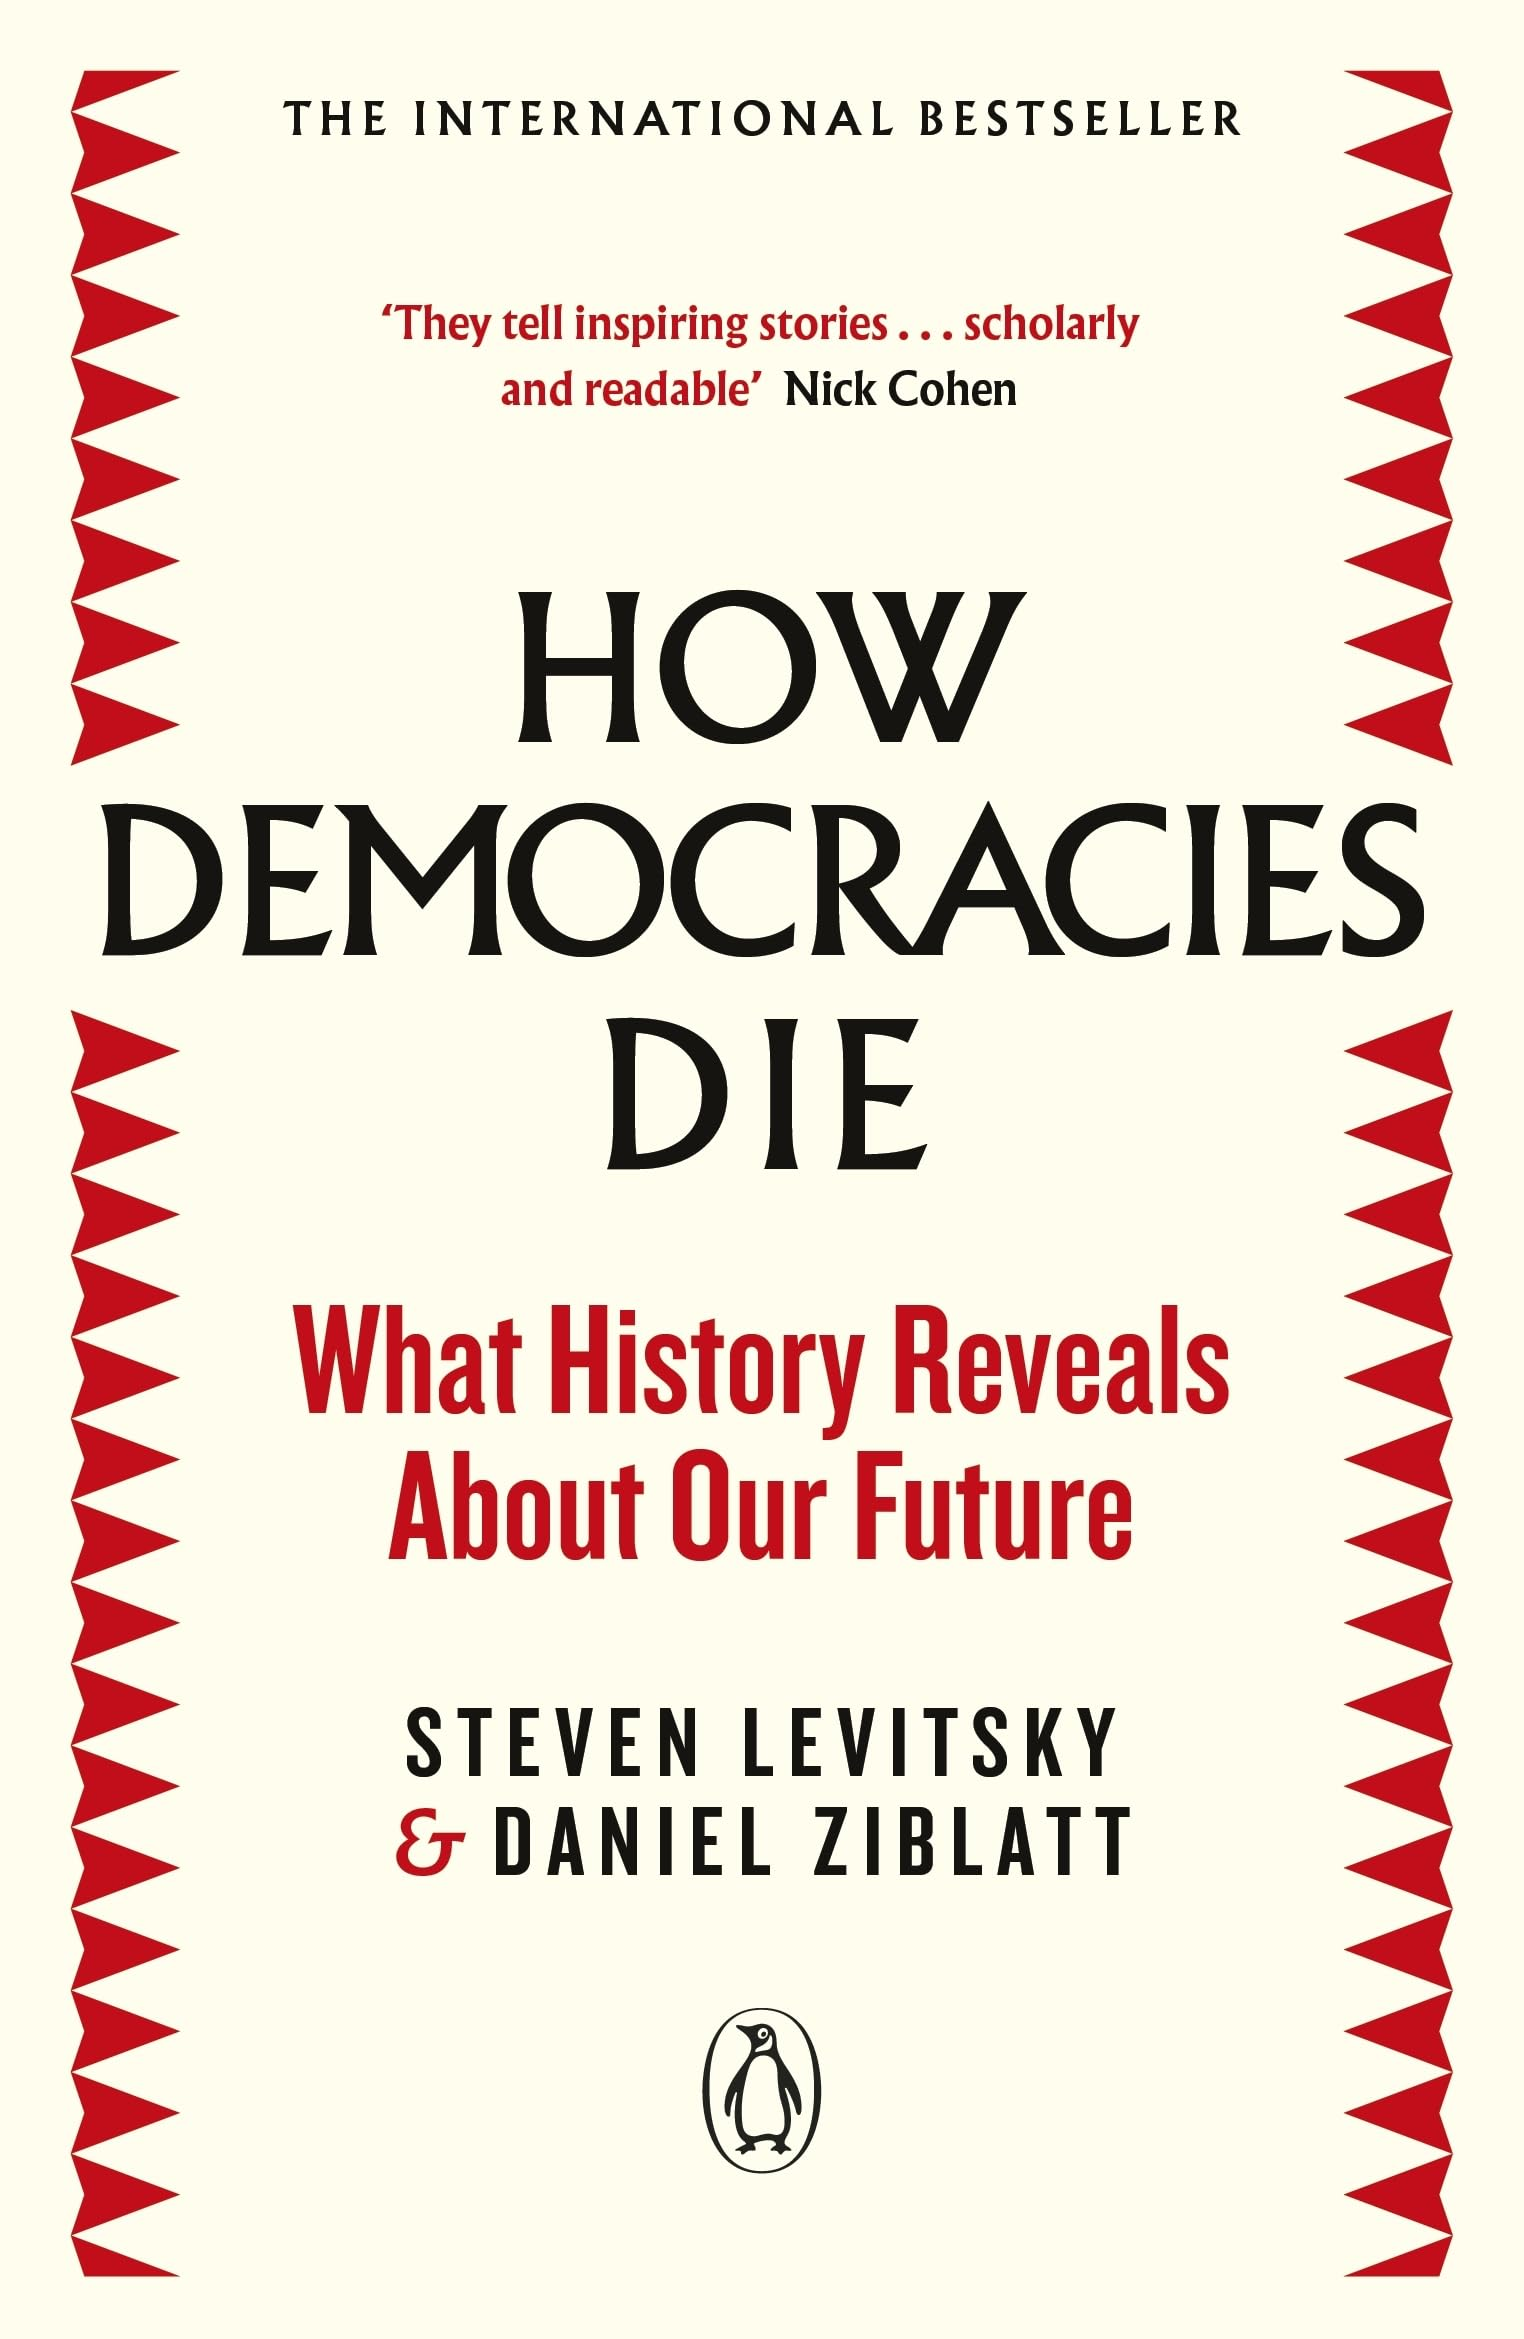 THE INTERNATIONAL BESTSELLER
‘They tell inspiring stories . . . scholarly
and readable’ Nick Cohen
HOW
DEMOCRACIES
DIE
What History Reveals
About Our Future
STEVEN LEVITSKY
& DANIEL ZIBLATT